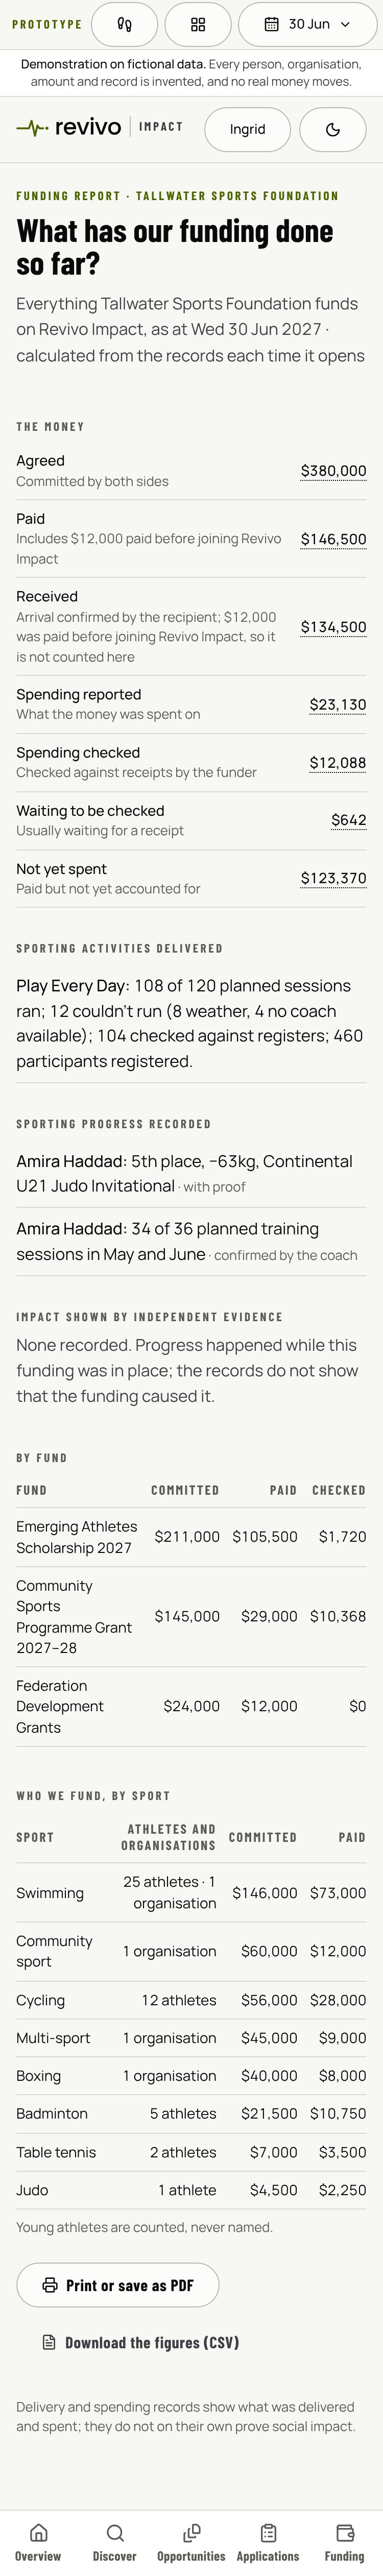 PROTOTYPE
30 Jun
Demonstration on fictional data. Every person, organisation,
amount and record is invented, and no real money moves.
revivo
IMPACT
Ingrid
FUNDING REPORT · TALLWATER SPORTS FOUNDATION
What has our funding done
so far?
Everything Tallwater Sports Foundation funds
on Revivo Impact, as at Wed 30 Jun 2027 ·
calculated from the records each time it opens
THE MONEY
Agreed
Committed by both sides
$380,000
Paid
Includes $12,000 paid before joining Revivo
Impact
$146,500
Received
Arrival confirmed by the recipient; $12,000
was paid before joining Revivo Impact, so it
is not counted here
$134,500
Spending reported
What the money was spent on
$23,130
Spending checked
Checked against receipts by the funder
$12,088
Waiting to be checked
Usually waiting for a receipt
$642
Not yet spent
Paid but not yet accounted for
$123,370
SPORTING ACTIVITIES DELIVERED
Play Every Day: 108 of 120 planned sessions
ran; 12 couldn't run (8 weather, 4 no coach
available); 104 checked against registers; 460
participants registered.
SPORTING PROGRESS RECORDED
Amira Haddad: 5th place, −63kg, Continental
U21 Judo Invitational · with proof
Amira Haddad: 34 of 36 planned training
sessions in May and June · confirmed by the coach
IMPACT SHOWN BY INDEPENDENT EVIDENCE
None recorded. Progress happened while this
funding was in place; the records do not show
that the funding caused it.
BY FUND
FUND COMMITTED PAID CHECKED
Emerging Athletes
Scholarship 2027
$211,000 $105,500 $1,720
Community
Sports
Programme Grant
2027–28
$145,000 $29,000 $10,368
Federation
Development
Grants
$24,000 $12,000 $0
WHO WE FUND, BY SPORT
SPORT
ATHLETES AND
ORGANISATIONS
COMMITTED PAID
Swimming
25 athletes · 1
organisation
$146,000 $73,000
Community
sport
1 organisation $60,000 $12,000
Cycling 12 athletes $56,000 $28,000
Multi-sport 1 organisation $45,000 $9,000
Boxing 1 organisation $40,000 $8,000
Badminton 5 athletes $21,500 $10,750
Table tennis 2 athletes $7,000 $3,500
Judo 1 athlete $4,500 $2,250
Young athletes are counted, never named.
Print or save as PDF
Download the figures (CSV)
Delivery and spending records show what was delivered
and spent; they do not on their own prove social impact.
Overview Discover Opportunities Applications Funding